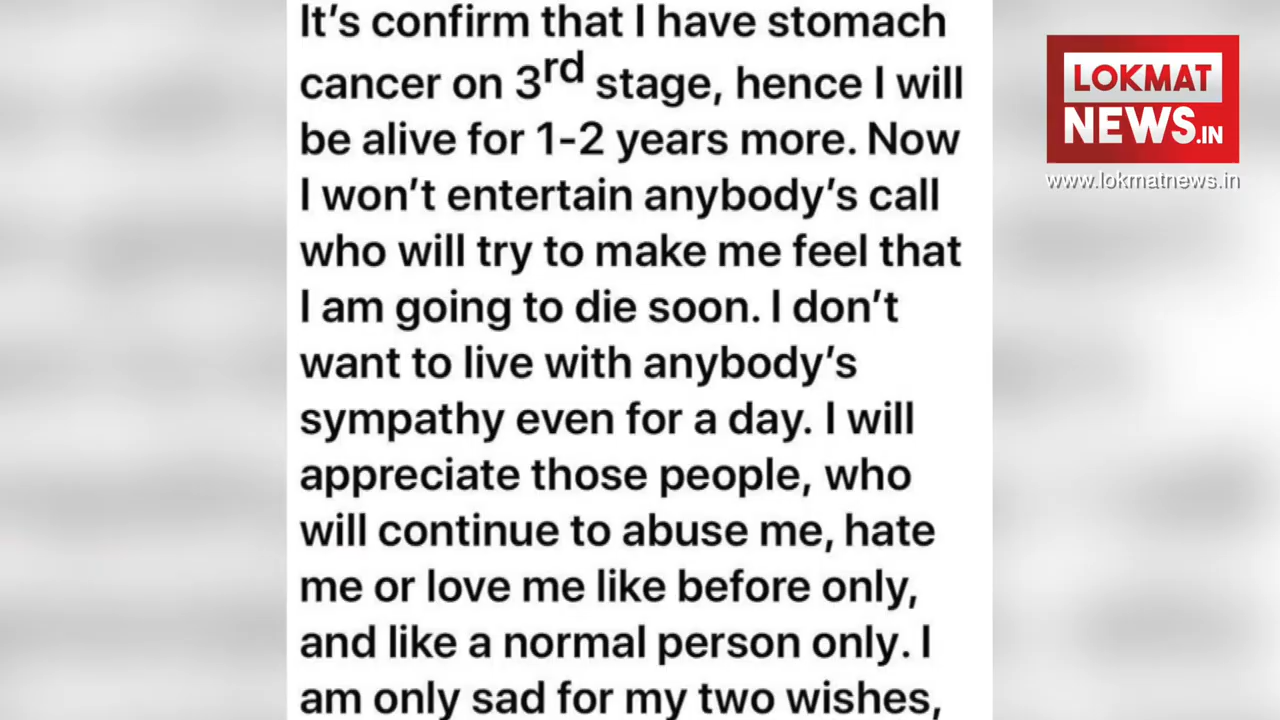 It’s confirm that I have stomach
cancer on 3rd stage, hence I will
be alive for 1-2 years more. Now
I won’t entertain anybody’s call
who will try to make me feel that
I am going to die soon. I don’t
want to live with anybody’s
sympathy even for a day. I will
appreciate those people, who
will continue to abuse me, hate
me or love me like before only,
and like a normal person only. I
am only sad for my two wishes,
LOKMAT
NEWS.IN
www.lokmatnews.in